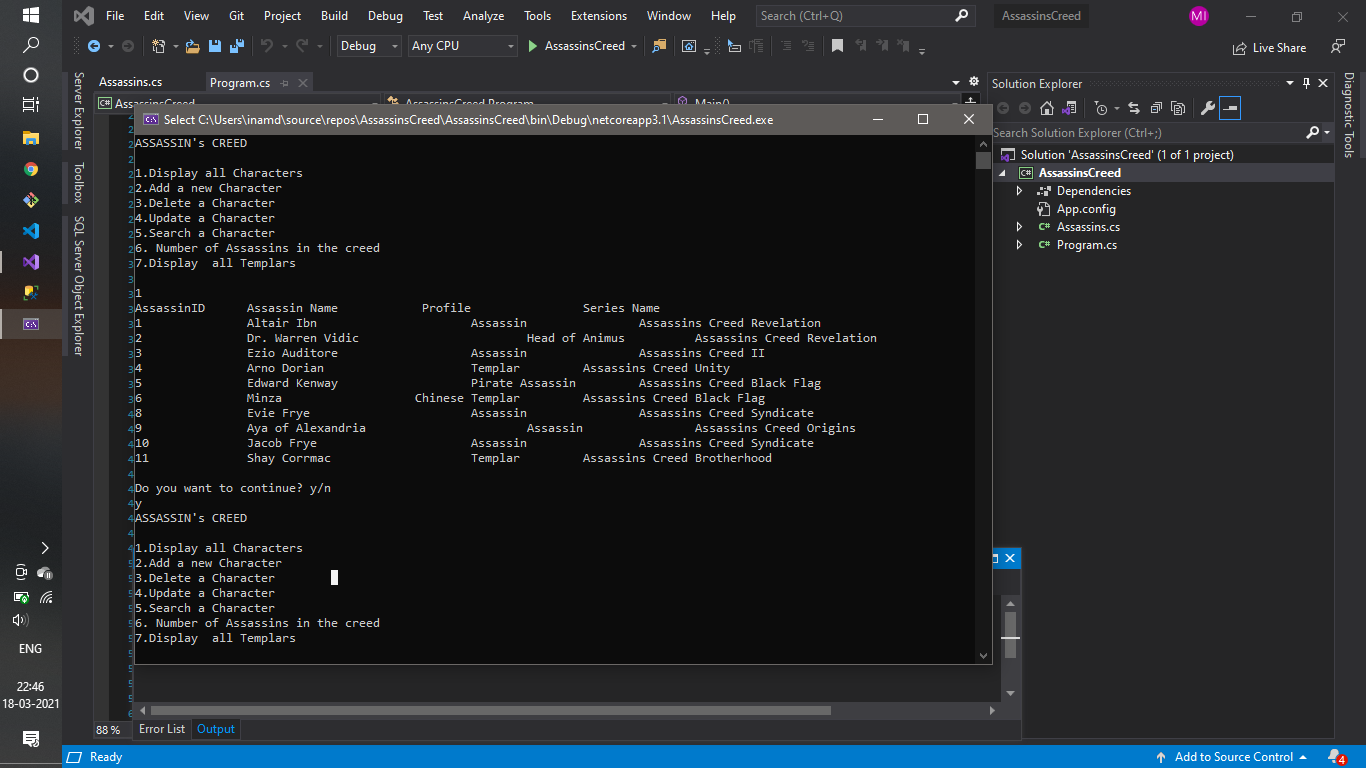 File Edit View Git Project Build Debug Test Analyze Tools Extensions Window Help Search (Ctrl+Q) AssassinsCreed MI
Debug Any CPU AssassinsCreed Live Share
Server Explorer
Toolbox
SQL Server Object Explorer
Assassins.cs Program.cs
C# AssassinsCreed AssassinsCreed.Program Main()
Select C:\Users\inamd\source\repos\AssassinsCreed\AssassinsCreed\bin\Debug\netcoreapp3.1\AssassinsCreed.exe
ASSASSIN's CREED
1.Display all Characters
2.Add a new Character
3.Delete a Character
4.Update a Character
5.Search a Character
6. Number of Assassins in the creed
7.Display  all Templars
1
AssassinID Assassin Name Profile Series Name
1 Altair Ibn Assassin Assassins Creed Revelation
2 Dr. Warren Vidic Head of Animus Assassins Creed Revelation
3 Ezio Auditore Assassin Assassins Creed II
4 Arno Dorian Templar Assassins Creed Unity
5 Edward Kenway Pirate Assassin Assassins Creed Black Flag
6 Minza Chinese Templar Assassins Creed Black Flag
8 Evie Frye Assassin Assassins Creed Syndicate
9 Aya of Alexandria Assassin Assassins Creed Origins
10 Jacob Frye Assassin Assassins Creed Syndicate
11 Shay Corrmac Templar Assassins Creed Brotherhood
Do you want to continue? y/n
y
ASSASSIN's CREED
1.Display all Characters
2.Add a new Character
3.Delete a Character
4.Update a Character
5.Search a Character
6. Number of Assassins in the creed
7.Display  all Templars
Solution Explorer
Search Solution Explorer (Ctrl+;)
Solution 'AssassinsCreed' (1 of 1 project)
C# AssassinsCreed
Dependencies
App.config
C# Assassins.cs
C# Program.cs
Diagnostic Tools
88 %
Error List Output
Ready Add to Source Control 4
ENG
22:46
18-03-2021